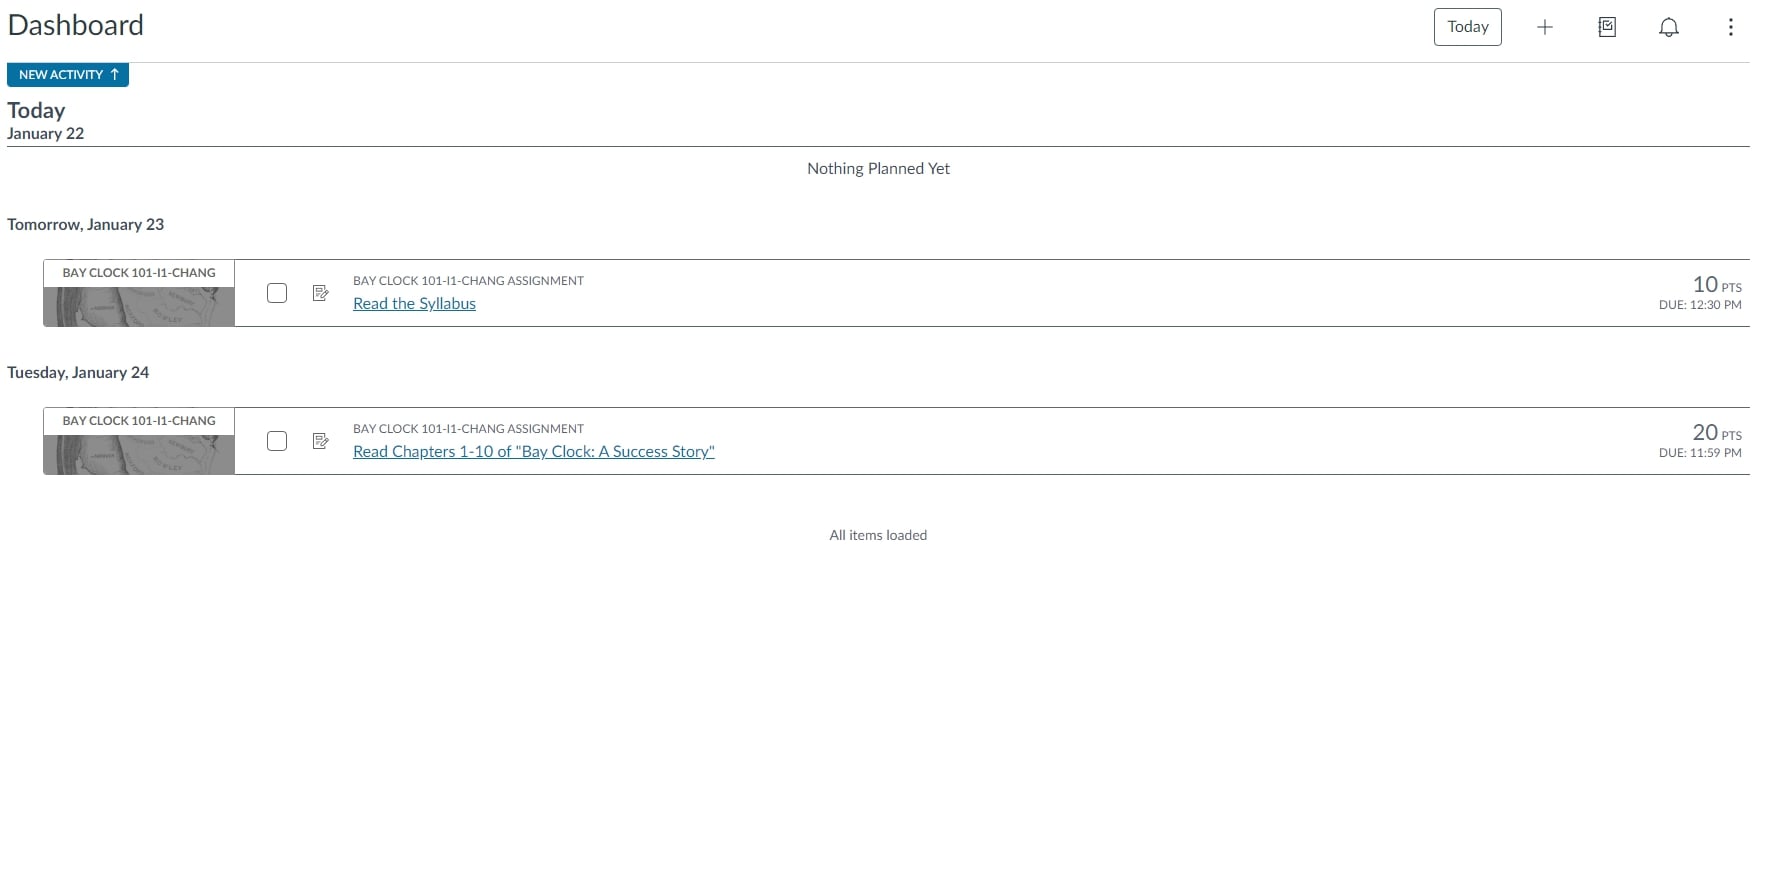 Dashboard
Today
NEW ACTIVITY ↑
Today
January 22
Nothing Planned Yet
Tomorrow, January 23
BAY CLOCK 101-I1-CHANG
BAY CLOCK 101-I1-CHANG ASSIGNMENT
Read the Syllabus
10 PTS
DUE: 12:30 PM
Tuesday, January 24
BAY CLOCK 101-I1-CHANG
BAY CLOCK 101-I1-CHANG ASSIGNMENT
Read Chapters 1-10 of "Bay Clock: A Success Story"
20 PTS
DUE: 11:59 PM
All items loaded